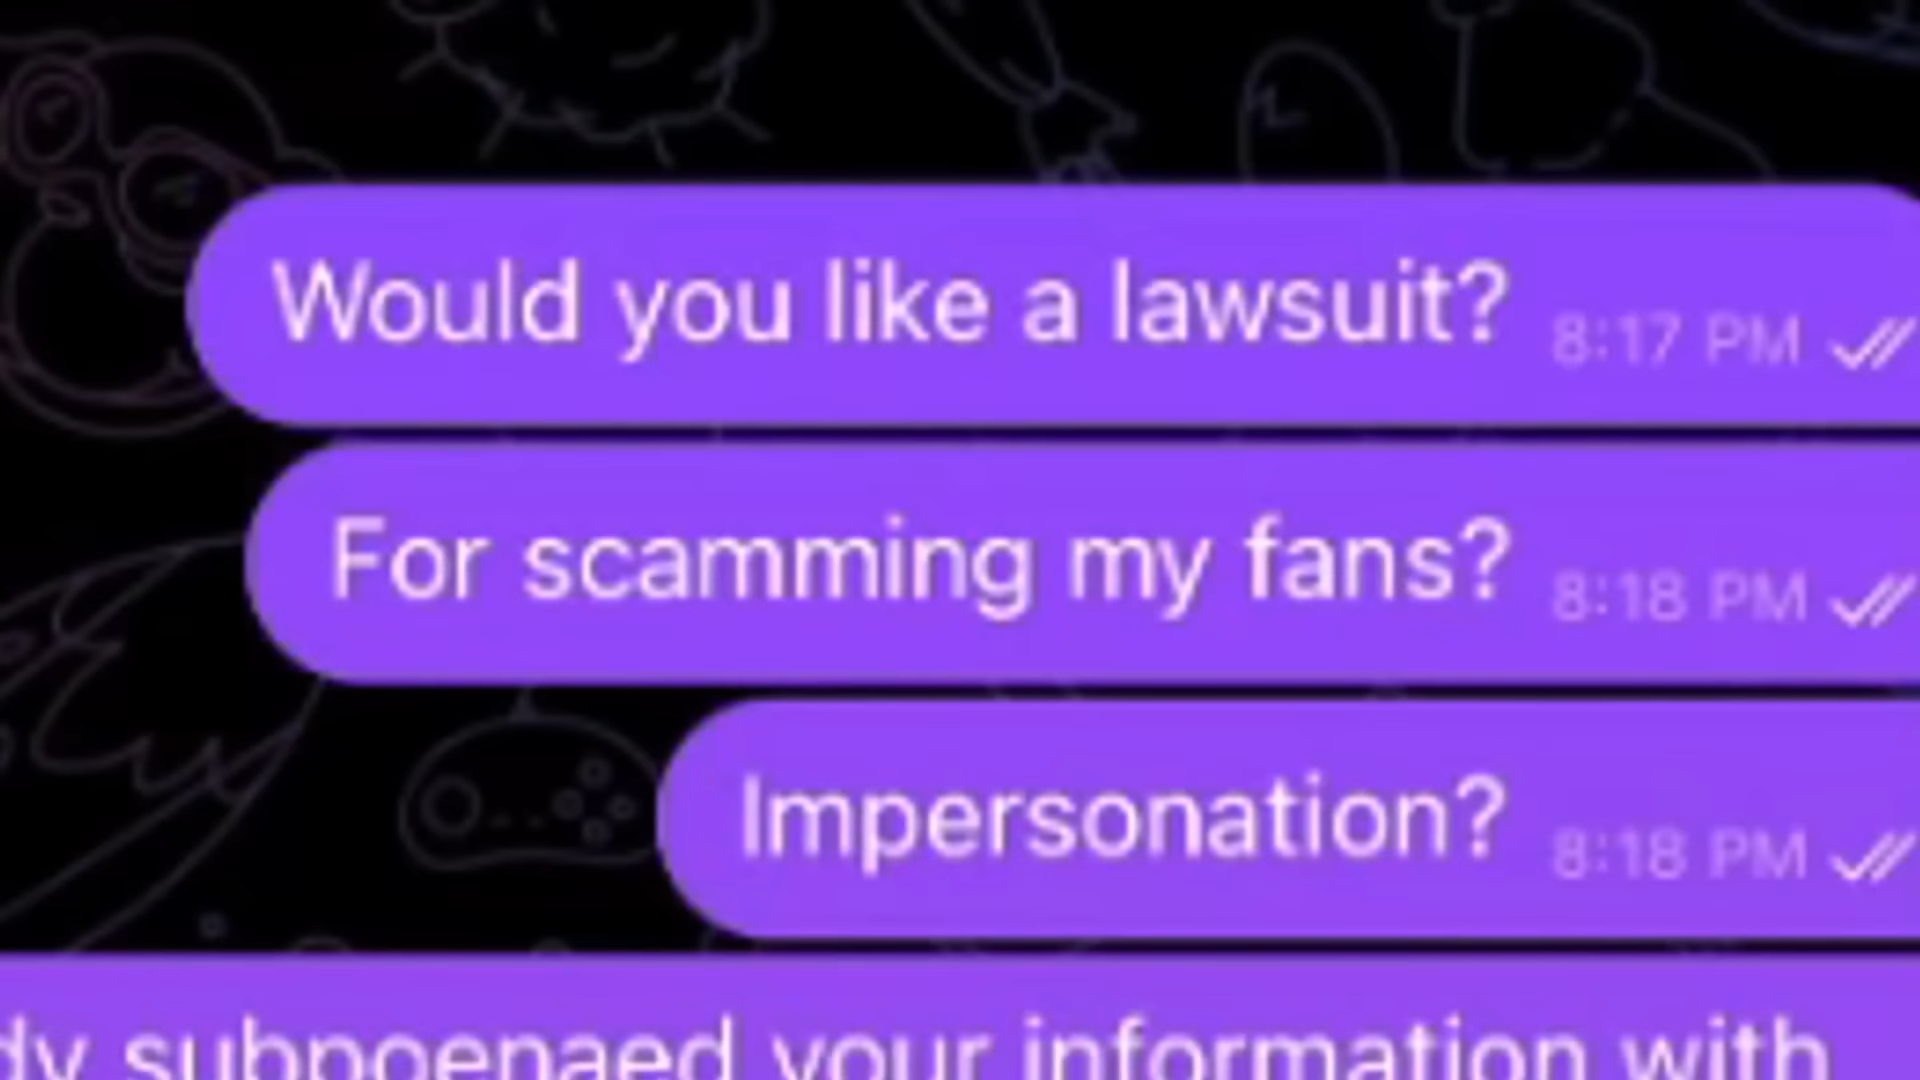 Would you like a lawsuit? 8:17 PM
For scamming my fans? 8:18 PM
Impersonation? 8:18 PM
subpoenaed your information with